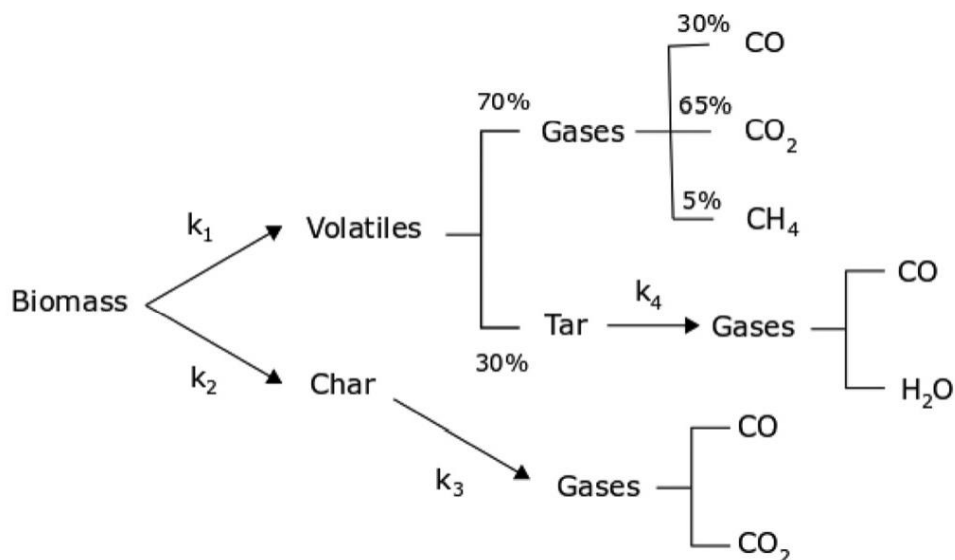 30%
CO
70%
Gases
65%
CO₂
5%
CH₄
k₁
Volatiles
Biomass
k₂
30%
Tar
k₄
Gases
CO
H₂O
Char
k₃
Gases
CO
CO₂